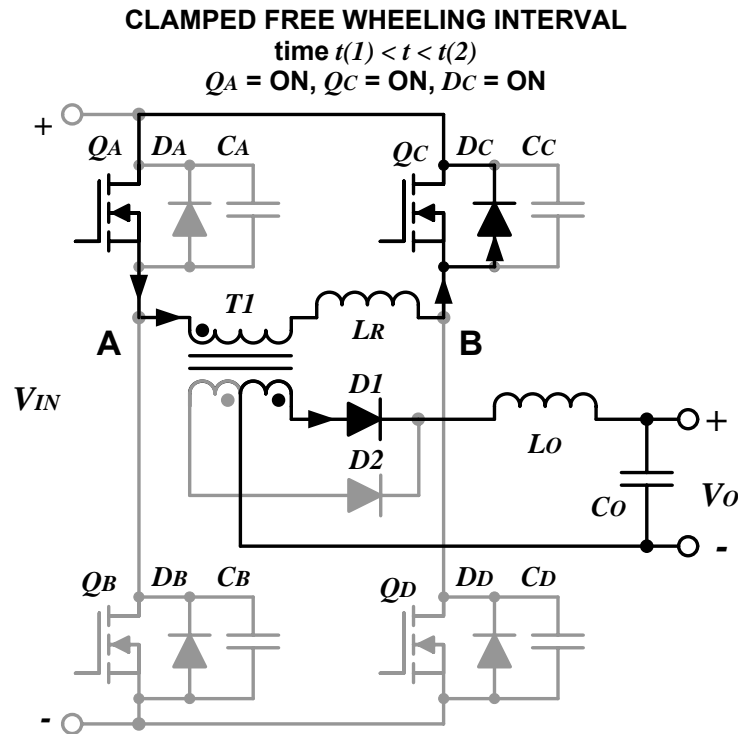 CLAMPED FREE WHEELING INTERVAL
time t(1) < t < t(2)
QA = ON, QC = ON, DC = ON
+
QA DA CA
QC DC CC
T1
LR
A
B
VIN
D1
LO
+
D2
CO
VO
-
QB DB CB
QD DD CD
-